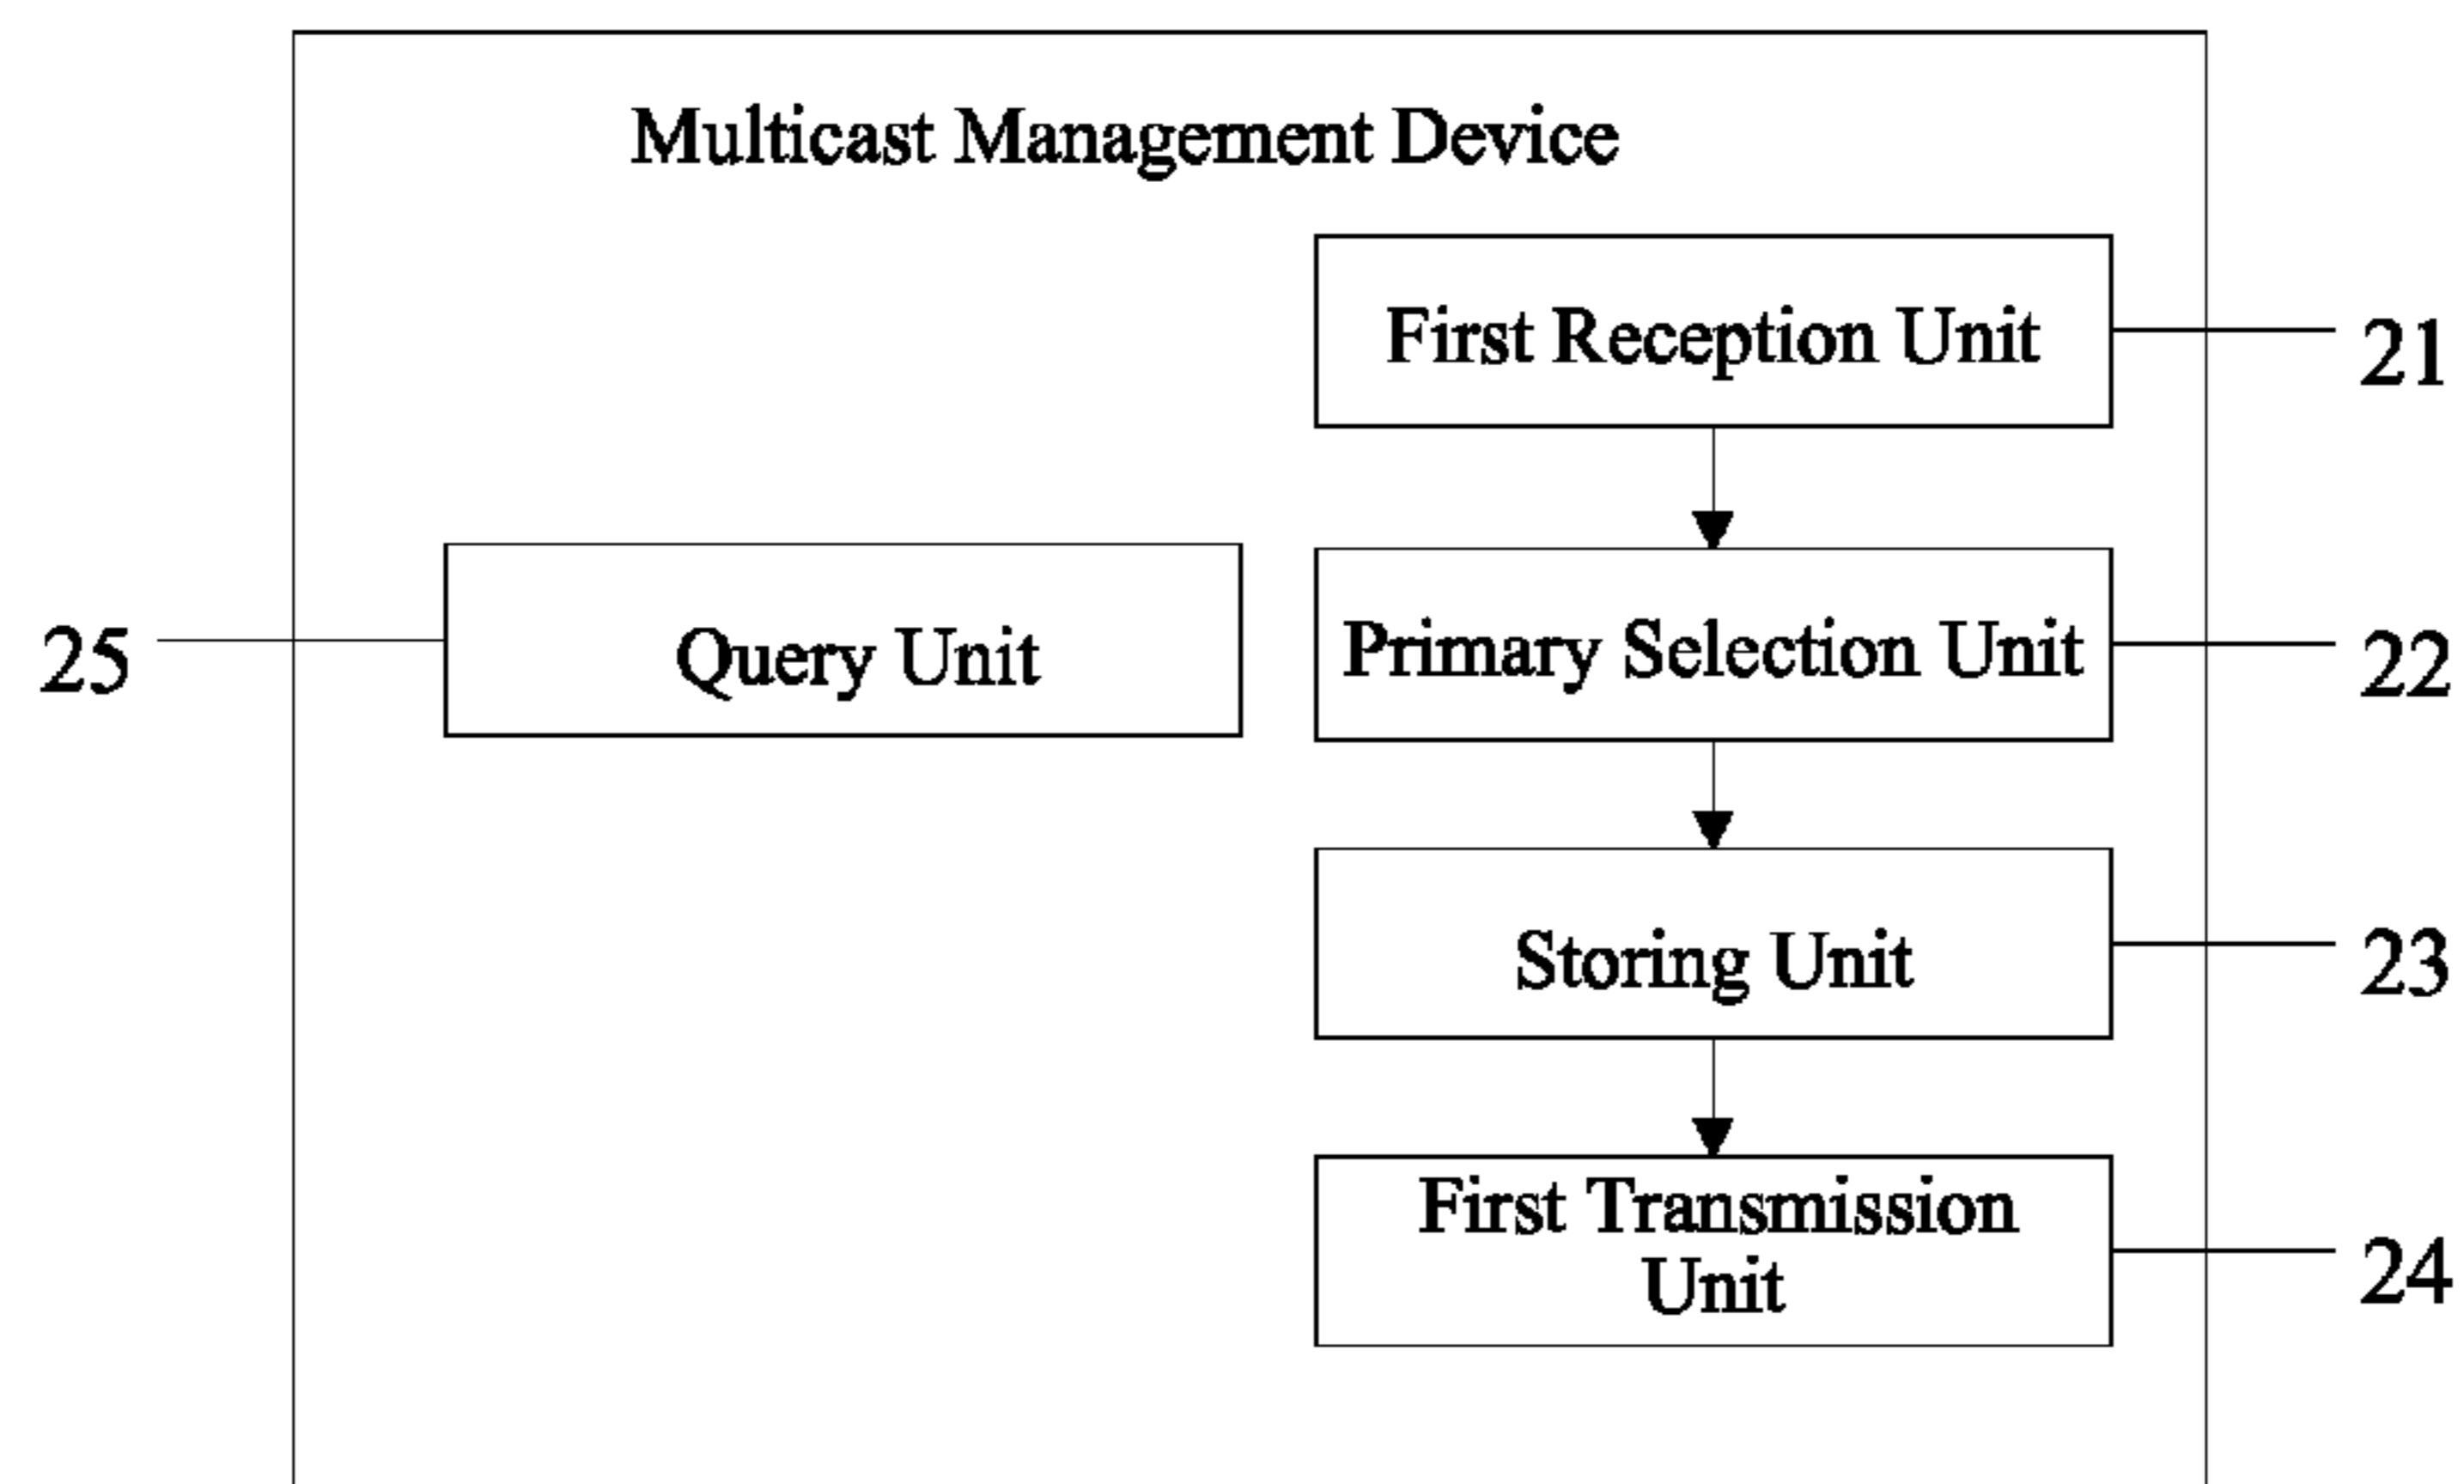 Multicast Management Device
First Reception Unit
21
25
Query Unit
Primary Selection Unit
22
Storing Unit
23
First Transmission
Unit
24